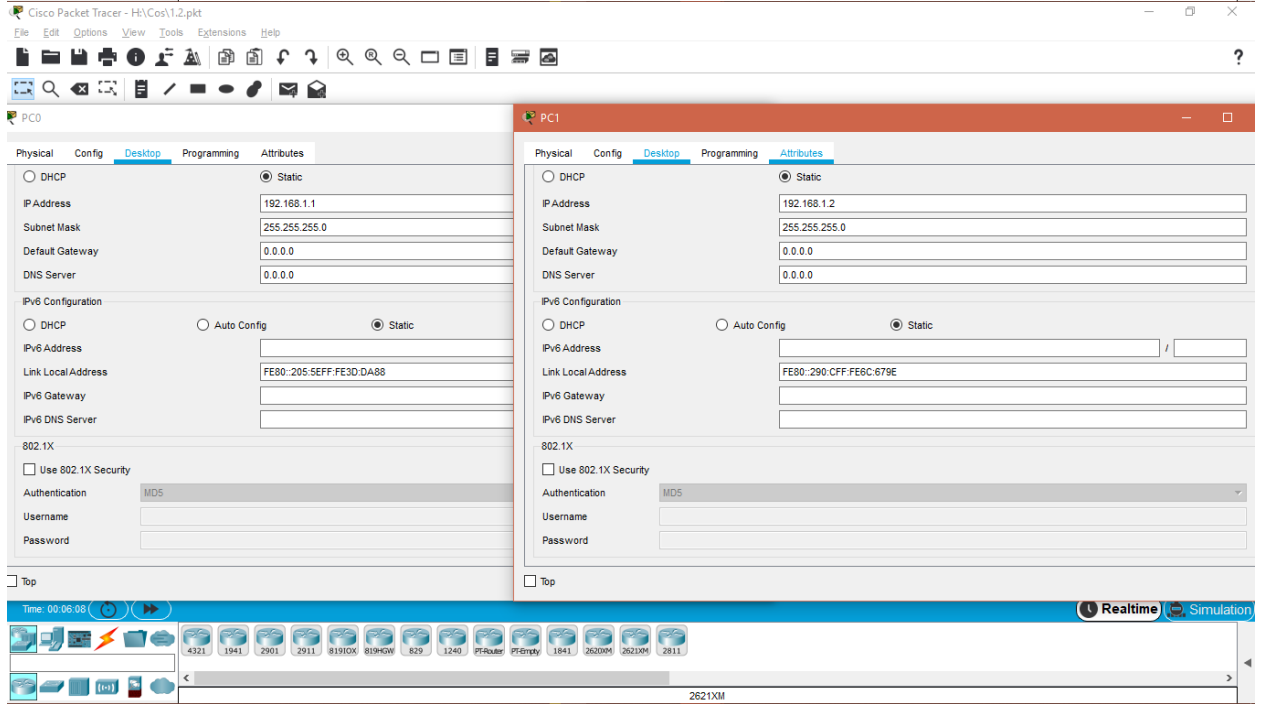 Cisco Packet Tracer - H:\Cos\1.2.pkt
File Edit Options View Tools Extensions Help
?
PC0
Physical Config Desktop Programming Attributes
DHCP Static
IP Address 192.168.1.1
Subnet Mask 255.255.255.0
Default Gateway 0.0.0.0
DNS Server 0.0.0.0
IPv6 Configuration
DHCP Auto Config Static
IPv6 Address
Link Local Address FE80::205:5EFF:FE3D:DA88
IPv6 Gateway
IPv6 DNS Server
802.1X
Use 802.1X Security
Authentication MD5
Username
Password
Top
PC1
Physical Config Desktop Programming Attributes
DHCP Static
IP Address 192.168.1.2
Subnet Mask 255.255.255.0
Default Gateway 0.0.0.0
DNS Server 0.0.0.0
IPv6 Configuration
DHCP Auto Config Static
IPv6 Address /
Link Local Address FE80::290:CFF:FE6C:679E
IPv6 Gateway
IPv6 DNS Server
802.1X
Use 802.1X Security
Authentication MD5
Username
Password
Top
Time: 00:06:08 Realtime Simulation
4321 1941 2901 2911 819IOX 819HGW 829 1240 PT-Router PT-Empty 1841 2620XM 2621XM 2811
2621XM